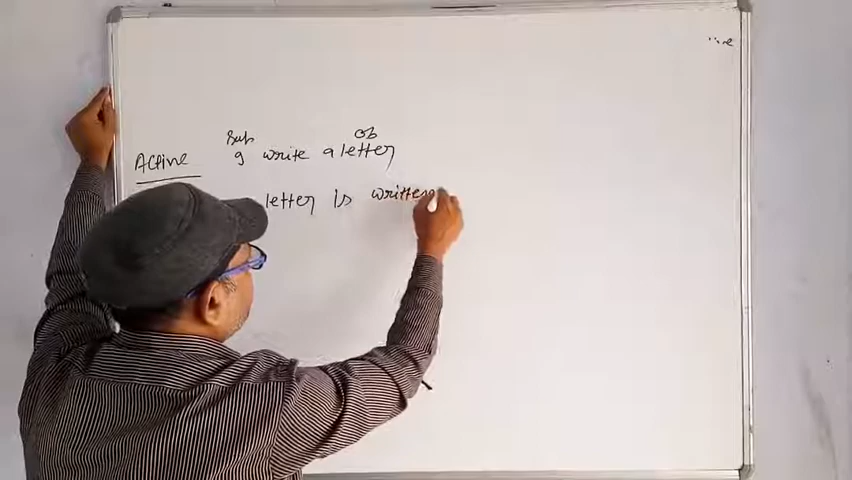 Sub ob
Active I write a letter
letter is written